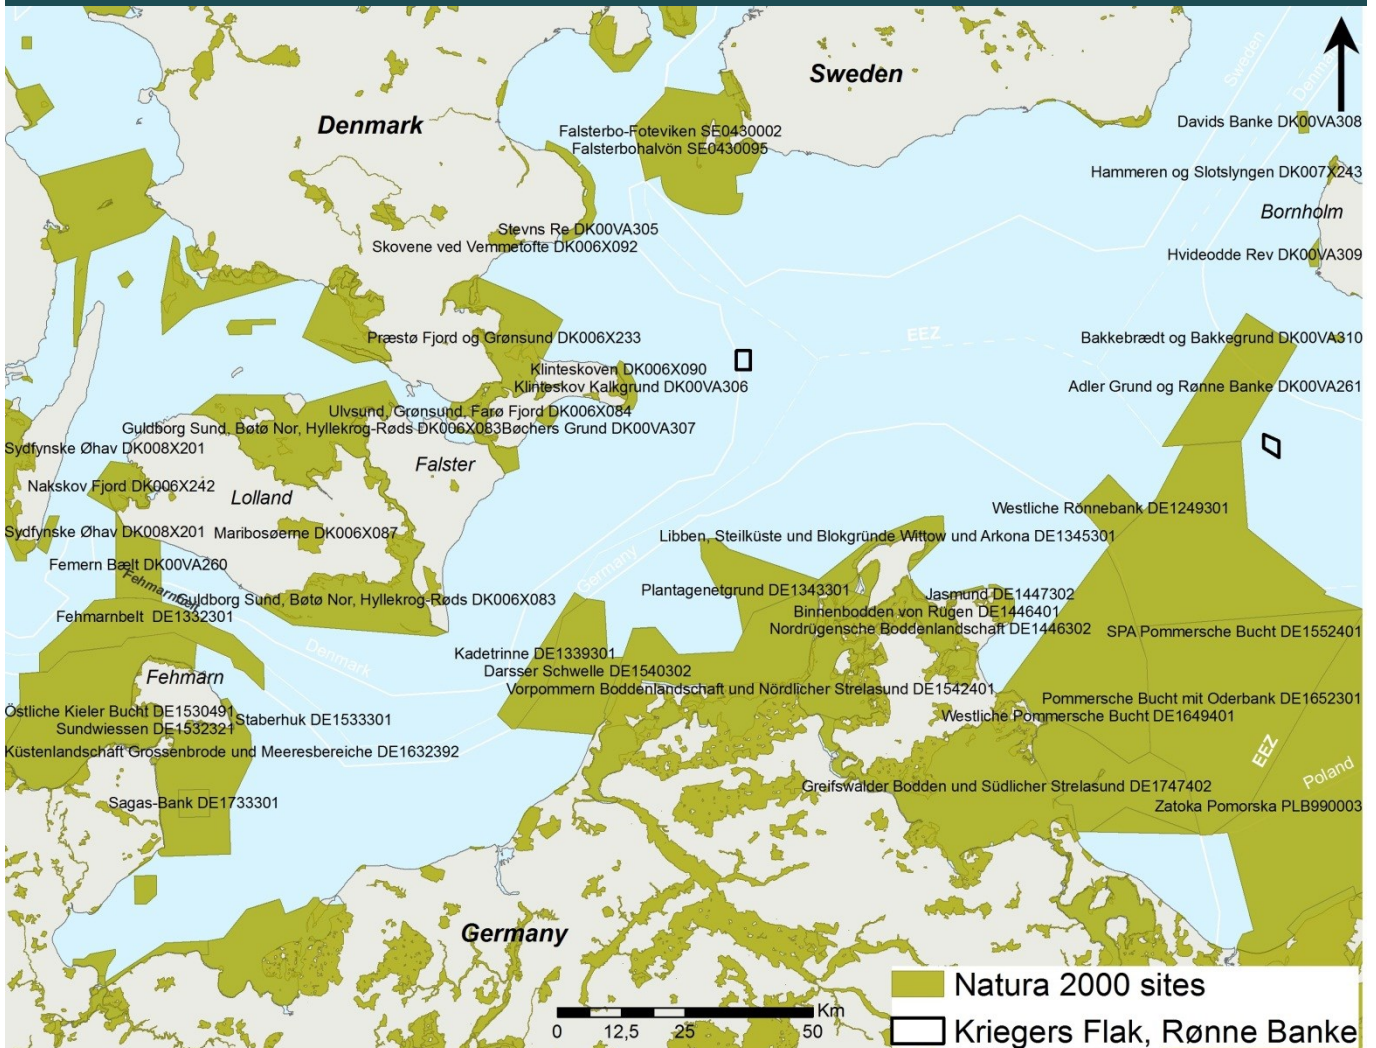 Sweden
Sweden
Denmark
Denmark
Falsterbo-Foteviken SE0430002
Falsterbohalvön SE0430095
Davids Banke DK00VA308
Hammeren og Slotslyngen DK007X243
Bornholm
Stevns Re DK00VA305
Skovene ved Vemmetofte DK006X092
Hvideodde Rev DK00VA309
EEZ
Præstø Fjord og Grønsund DK006X233
Bakkebrædt og Bakkegrund DK00VA310
Klinteskoven DK006X090
Klinteskov Kalkgrund DK00VA306
Adler Grund og Rønne Banke DK00VA261
Ulvsund, Grønsund, Farø Fjord DK006X084
Guldborg Sund, Bøtø Nor, Hyllekrog-Røds DK006X083
Bøchers Grund DK00VA307
Sydfynske Øhav DK008X201
Falster
Nakskov Fjord DK006X242
Lolland
Westliche Rönnebank DE1249301
Sydfynske Øhav DK008X201
Maribosøerne DK006X087
Libben, Steilküste und Blokgründe Wittow und Arkona DE1345301
Femern Bælt DK00VA260
Fehmarnbelt
Germany
Plantagenetgrund DE1343301
Jasmund DE1447302
Guldborg Sund, Bøtø Nor, Hyllekrog-Røds DK006X083
Binnenbodden von Rügen DE1446401
Fehmarnbelt DE1332301
Nordrügensche Boddenlandschaft DE1446302
SPA Pommersche Bucht DE1552401
Denmark
Kadetrinne DE1339301
Darsser Schwelle DE1540302
Fehmarn
Vorpommern Boddenlandschaft und Nördlicher Strelasund DE1542401
Pommersche Bucht mit Oderbank DE1652301
Östliche Kieler Bucht DE1530491
Staberhuk DE1533301
Westliche Pommersche Bucht DE1649401
Sundwiessen DE1532321
Küstenlandschaft Grossenbrode und Meeresbereiche DE1632392
EEZ
Poland
Greifswalder Bodden und Südlicher Strelasund DE1747402
Sagas-Bank DE1733301
Zatoka Pomorska PLB990003
Germany
Natura 2000 sites
Kriegers Flak, Rønne Banke
Km
0 12,5 25 50